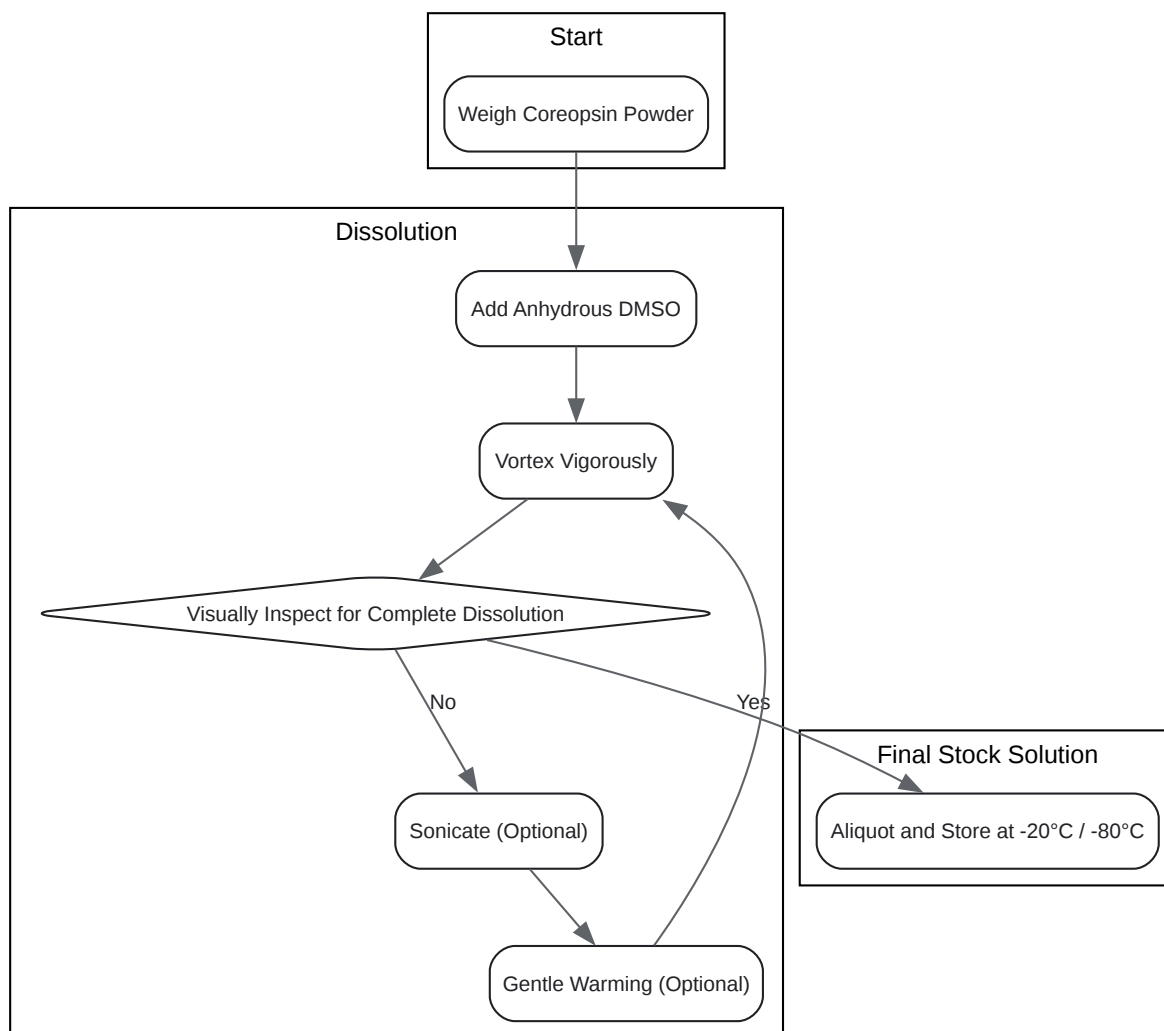 Start
Weigh Coreopsin Powder
Dissolution
Add Anhydrous DMSO
Vortex Vigorously
Visually Inspect for Complete Dissolution
No
Yes
Final Stock Solution
Sonicate (Optional)
Aliquot and Store at -20°C / -80°C
Gentle Warming (Optional)